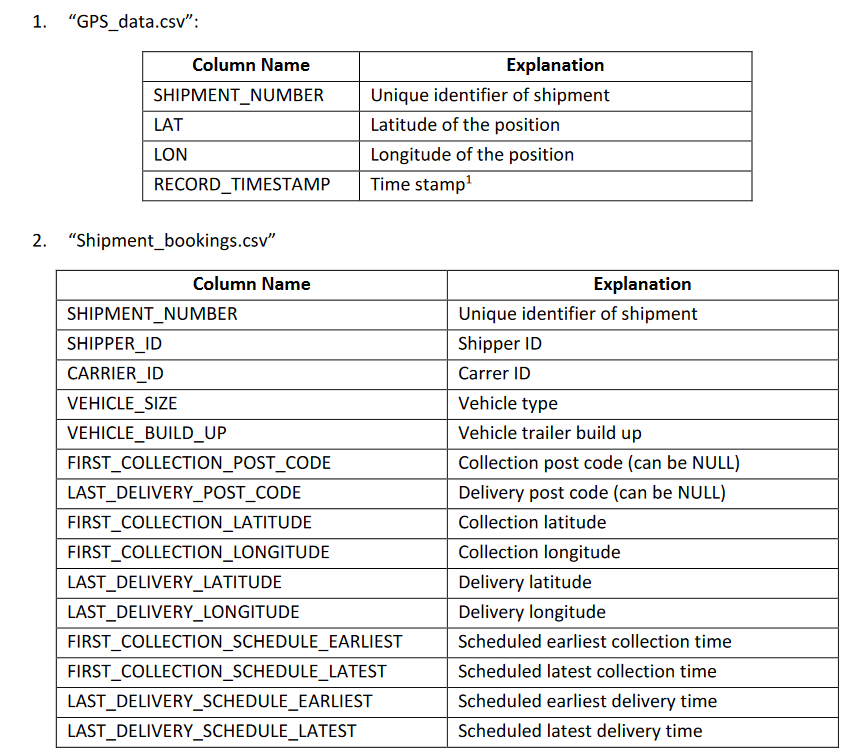 1. “GPS_data.csv”:
Column Name Explanation
SHIPMENT_NUMBER Unique identifier of shipment
LAT Latitude of the position
LON Longitude of the position
RECORD_TIMESTAMP Time stamp¹
2. “Shipment_bookings.csv”
Column Name Explanation
SHIPMENT_NUMBER Unique identifier of shipment
SHIPPER_ID Shipper ID
CARRIER_ID Carrer ID
VEHICLE_SIZE Vehicle type
VEHICLE_BUILD_UP Vehicle trailer build up
FIRST_COLLECTION_POST_CODE Collection post code (can be NULL)
LAST_DELIVERY_POST_CODE Delivery post code (can be NULL)
FIRST_COLLECTION_LATITUDE Collection latitude
FIRST_COLLECTION_LONGITUDE Collection longitude
LAST_DELIVERY_LATITUDE Delivery latitude
LAST_DELIVERY_LONGITUDE Delivery longitude
FIRST_COLLECTION_SCHEDULE_EARLIEST Scheduled earliest collection time
FIRST_COLLECTION_SCHEDULE_LATEST Scheduled latest collection time
LAST_DELIVERY_SCHEDULE_EARLIEST Scheduled earliest delivery time
LAST_DELIVERY_SCHEDULE_LATEST Scheduled latest delivery time